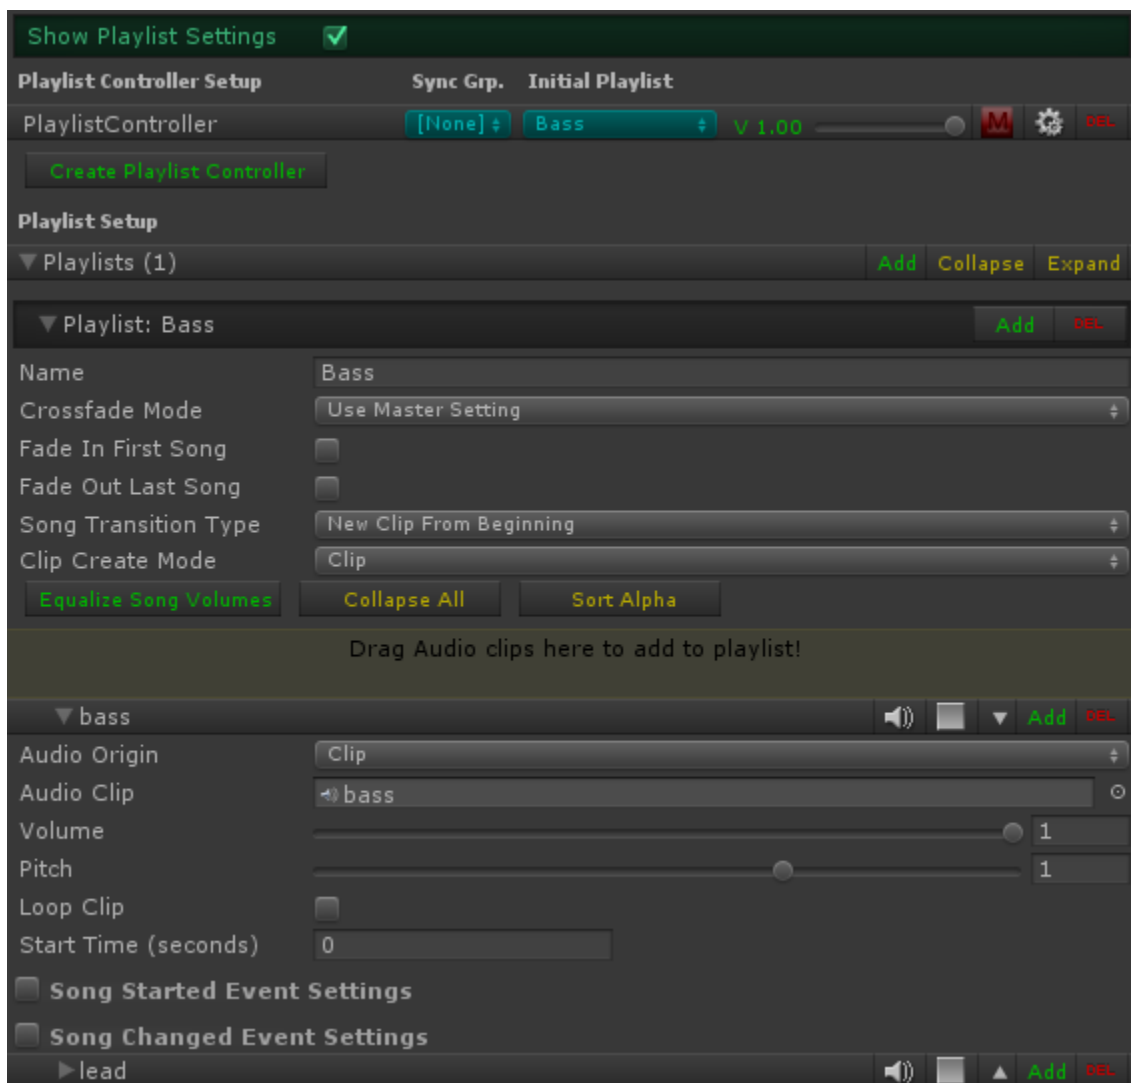 Show Playlist Settings
Playlist Controller Setup Sync Grp. Initial Playlist
PlaylistController [None] Bass V 1.00 M DEL
Create Playlist Controller
Playlist Setup
Playlists (1) Add Collapse Expand
Playlist: Bass Add DEL
Name Bass
Crossfade Mode Use Master Setting
Fade In First Song
Fade Out Last Song
Song Transition Type New Clip From Beginning
Clip Create Mode Clip
Equalize Song Volumes Collapse All Sort Alpha
Drag Audio clips here to add to playlist!
bass Add DEL
Audio Origin Clip
Audio Clip bass
Volume 1
Pitch 1
Loop Clip
Start Time (seconds) 0
Song Started Event Settings
Song Changed Event Settings
lead Add DEL